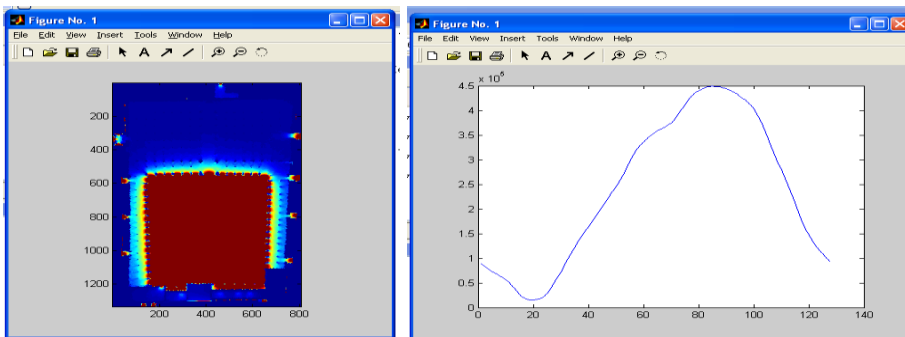 Figure No. 1
File Edit View Insert Tools Window Help
200
400
600
800
1000
1200
200 400 600 800
Figure No. 1
File Edit View Insert Tools Window Help
x 10
4.5
4
3.5
3
2.5
2
1.5
1
0.5
0
0 20 40 60 80 100 120 140